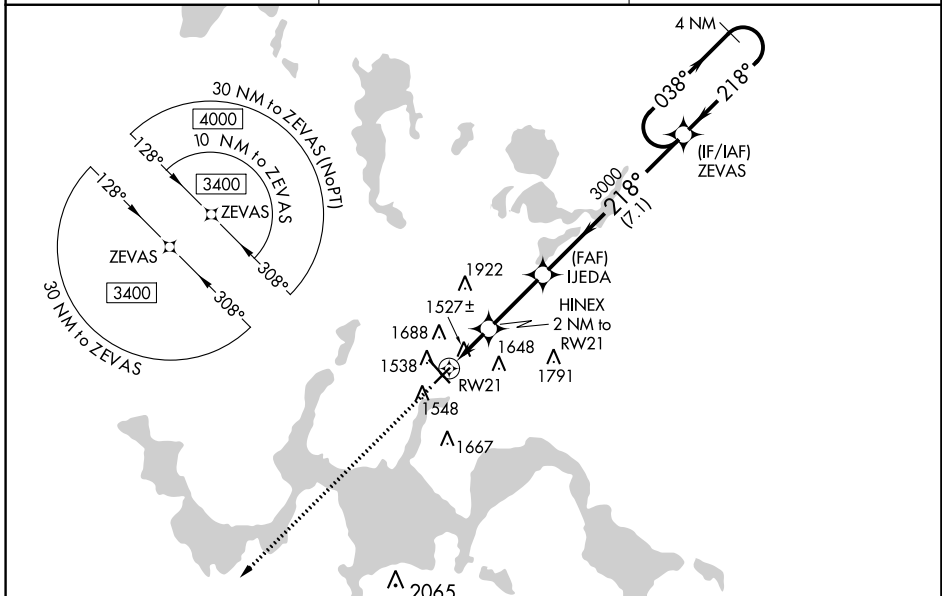 4 NM
038°
218°
(IF/IAF)
ZEVAS
30 NM to ZEVAS (NoPT)
4000
10 NM to ZEVAS
3400
128°
ZEVAS
308°
128°
ZEVAS
3400
308°
30 NM to ZEVAS
3000
218°
(7.1)
(FAF)
IJEDA
HINEX
2 NM to
RW21
1922
1527±
1688
1648
1538
1791
RW21
1548
1667
2065